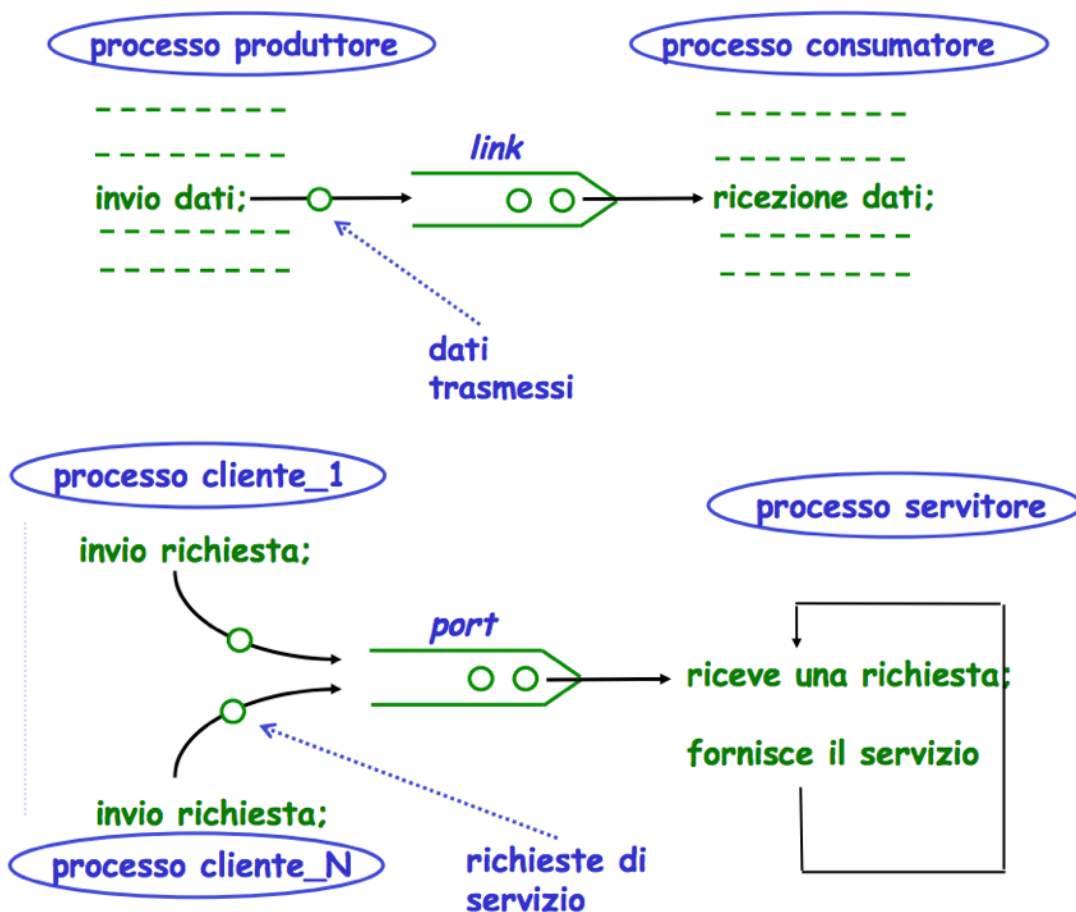 processo produttore
processo consumatore
link
invio dati;
ricezione dati;
dati
trasmessi
processo cliente_1
processo servitore
invio richiesta;
port
riceve una richiesta;
fornisce il servizio
invio richiesta;
processo cliente_N
richieste di
servizio